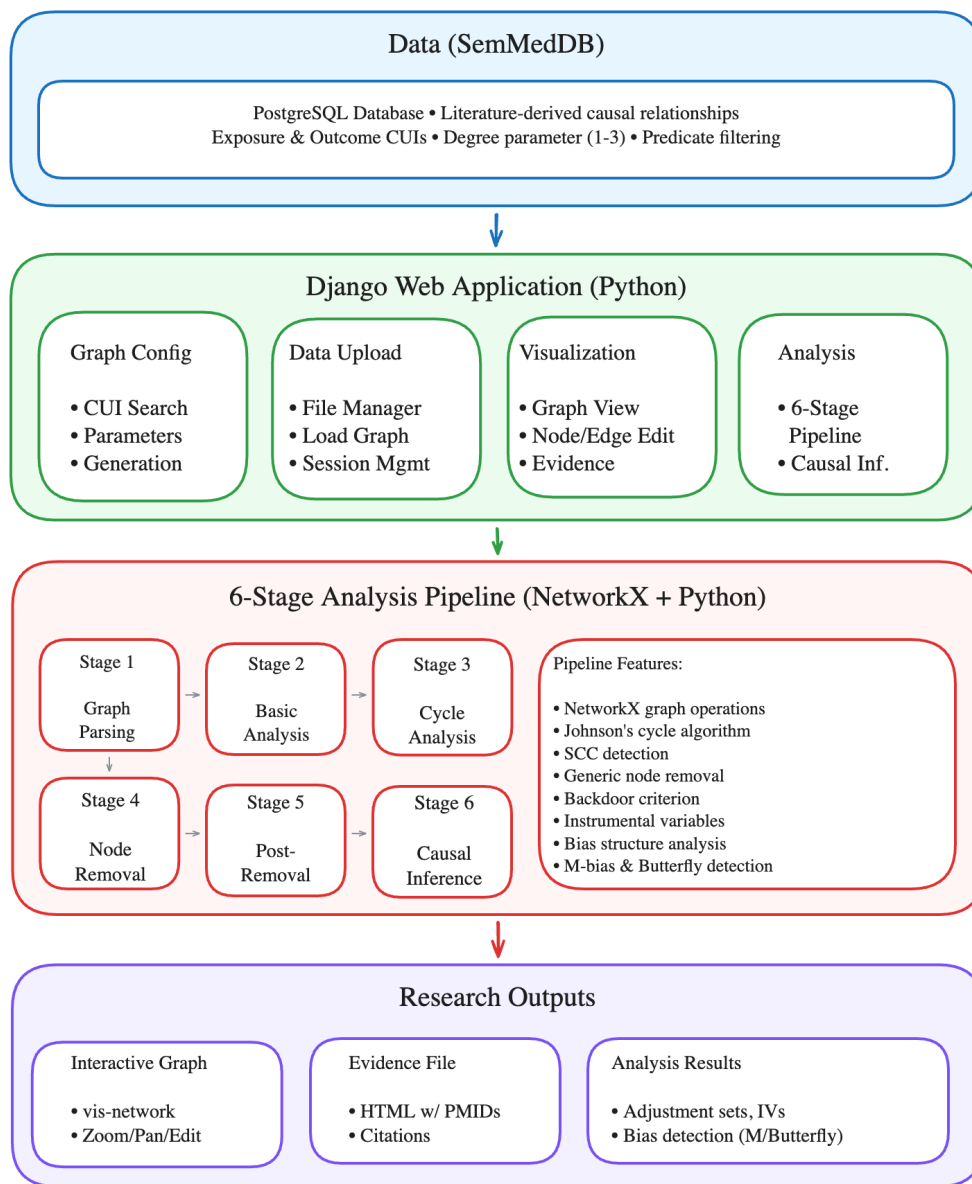 Data (SemMedDB)
PostgreSQL Database • Literature-derived causal relationships
Exposure & Outcome CUIs • Degree parameter (1-3) • Predicate filtering
Django Web Application (Python)
Graph Config
• CUI Search
• Parameters
• Generation
Data Upload
• File Manager
• Load Graph
• Session Mgmt
Visualization
• Graph View
• Node/Edge Edit
• Evidence
Analysis
• 6-Stage
Pipeline
• Causal Inf.
6-Stage Analysis Pipeline (NetworkX + Python)
Stage 1
Graph
Parsing
Stage 2
Basic
Analysis
Stage 3
Cycle
Analysis
Stage 4
Node
Removal
Stage 5
Post-
Removal
Stage 6
Causal
Inference
Pipeline Features:
• NetworkX graph operations
• Johnson's cycle algorithm
• SCC detection
• Generic node removal
• Backdoor criterion
• Instrumental variables
• Bias structure analysis
• M-bias & Butterfly detection
Research Outputs
Interactive Graph
• vis-network
• Zoom/Pan/Edit
Evidence File
• HTML w/ PMIDs
• Citations
Analysis Results
• Adjustment sets, IVs
• Bias detection (M/Butterfly)